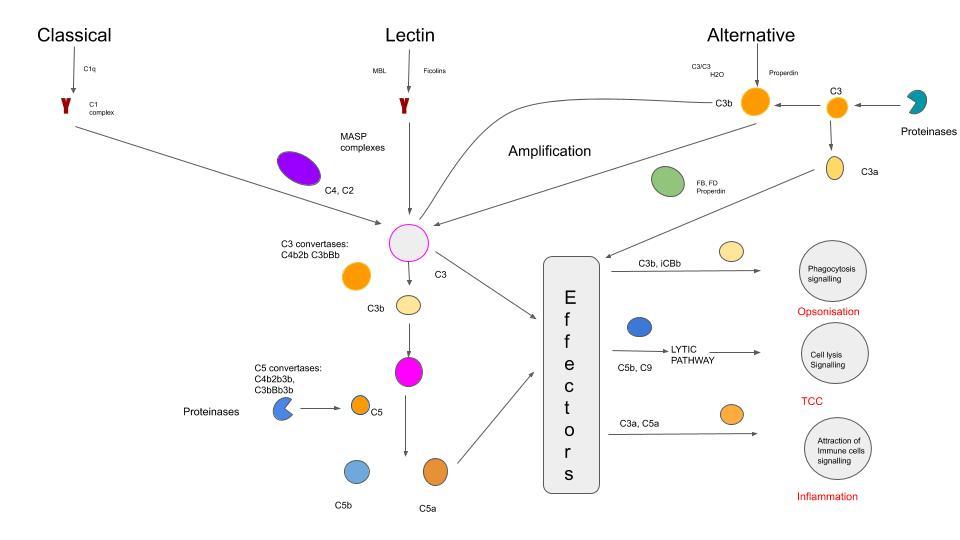 Classical
Lectin
Alternative
C1q
MBL
Ficolins
C3/C3
H2O
Properdin
C1
complex
C3b
C3
Proteinases
MASP
complexes
Amplification
C4, C2
FB, FD
Properdin
C3a
C3 convertases:
C4b2b C3bBb
C3
C3b
C3b, iCBb
Phagocytosis
signalling
Opsonisation
Effectors
LYTIC
PATHWAY
C5b, C9
Cell lysis
Signalling
TCC
C5 convertases:
C4b2b3b,
C3bBb3b
Proteinases
C5
C3a, C5a
Attraction of
Immune cells
signalling
Inflammation
C5b
C5a